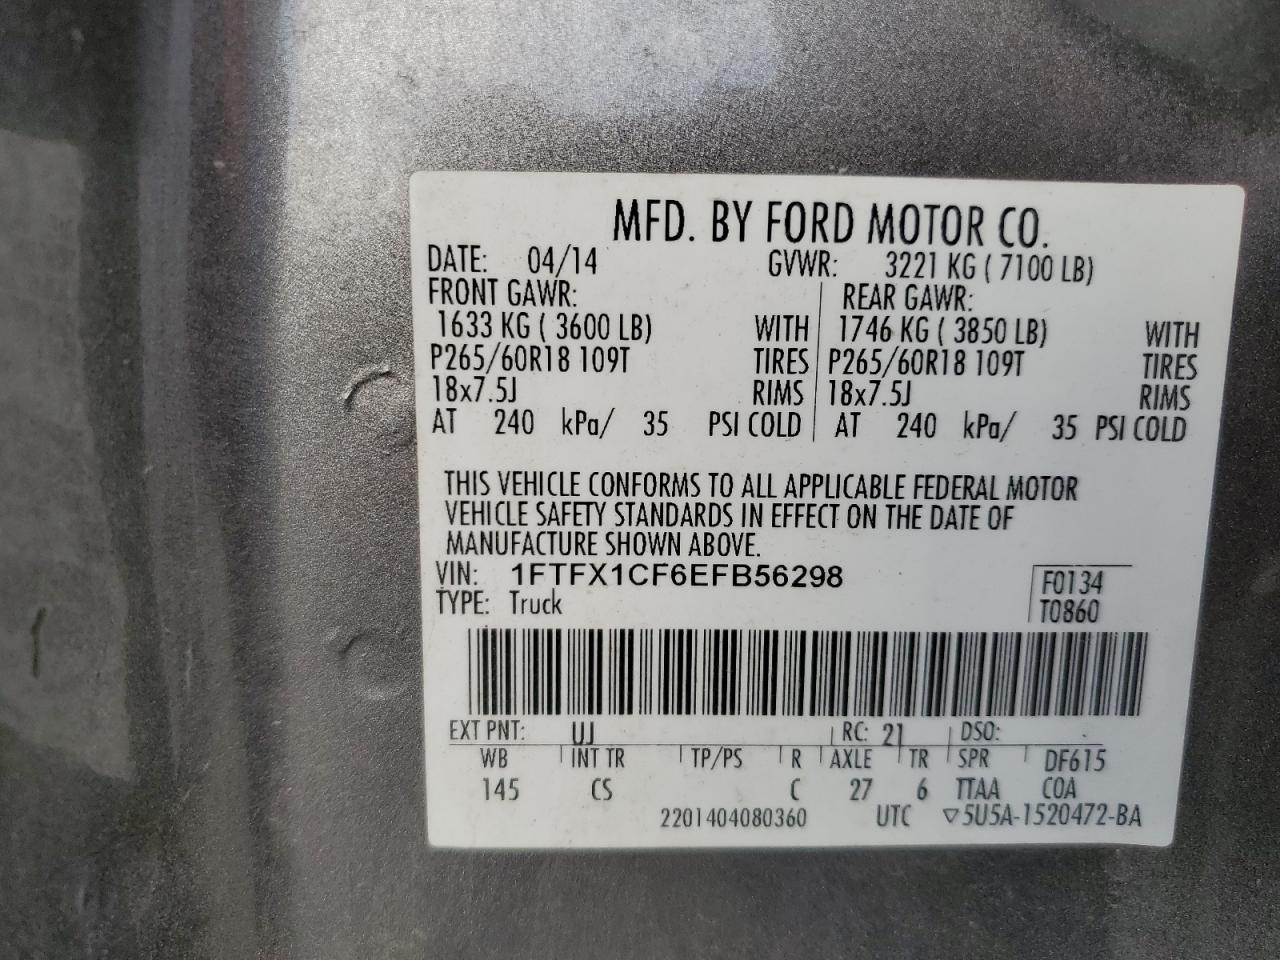 MFD. BY FORD MOTOR CO.
DATE: 04/14 GVWR: 3221 KG ( 7100 LB)
FRONT GAWR: REAR GAWR:
1633 KG ( 3600 LB) WITH 1746 KG ( 3850 LB) WITH
P265/60R18 109T TIRES P265/60R18 109T TIRES
18x7.5J RIMS 18x7.5J RIMS
AT 240 kPa/ 35 PSI COLD AT 240 kPa/ 35 PSI COLD
THIS VEHICLE CONFORMS TO ALL APPLICABLE FEDERAL MOTOR
VEHICLE SAFETY STANDARDS IN EFFECT ON THE DATE OF
MANUFACTURE SHOWN ABOVE.
VIN: 1FTFX1CF6EFB56298 F0134
TYPE: Truck T0860
EXT PNT: UJ RC: 21 DSO:
WB INT TR TP/PS R AXLE TR SPR DF615
145 CS C 27 6 TTAA COA
2201404080360 UTC ▽5U5A-1520472-BA